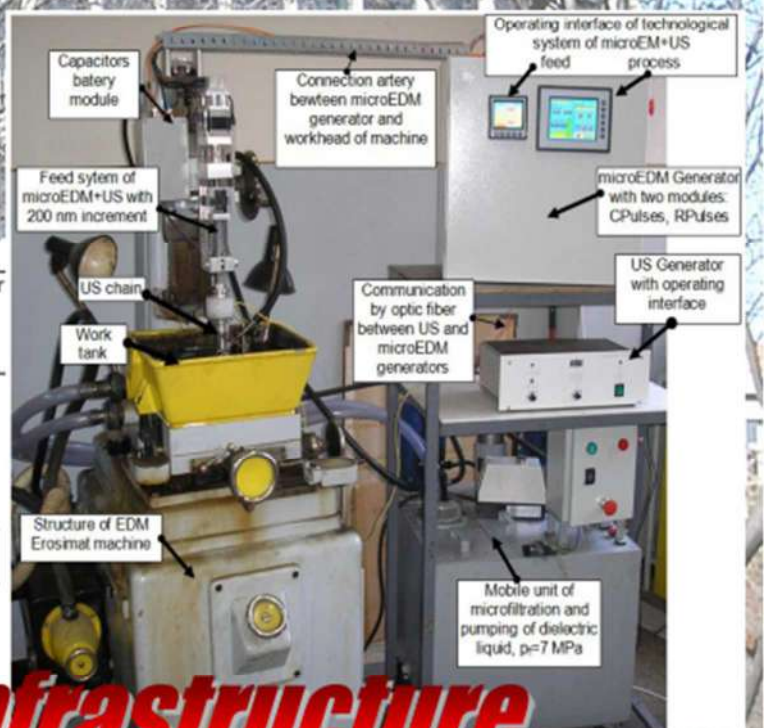 Operating interface of technological
system of microEM+US
feed process
Capacitors
batery
module
Connection artery
bewteen microEDM
generator and
workhead of machine
Feed sytem of
microEDM+US with
200 nm increment
microEDM Generator
with two modules:
CPulses, RPulses
US Generator
with operating
interface
US chain
Communication
by optic fiber
between US and
microEDM
generators
Work
tank
Structure of EDM
Erosimat machine
Mobile unit of
microfiltration and
pumping of dielectric
liquid, pf=7 MPa
nfrastructure